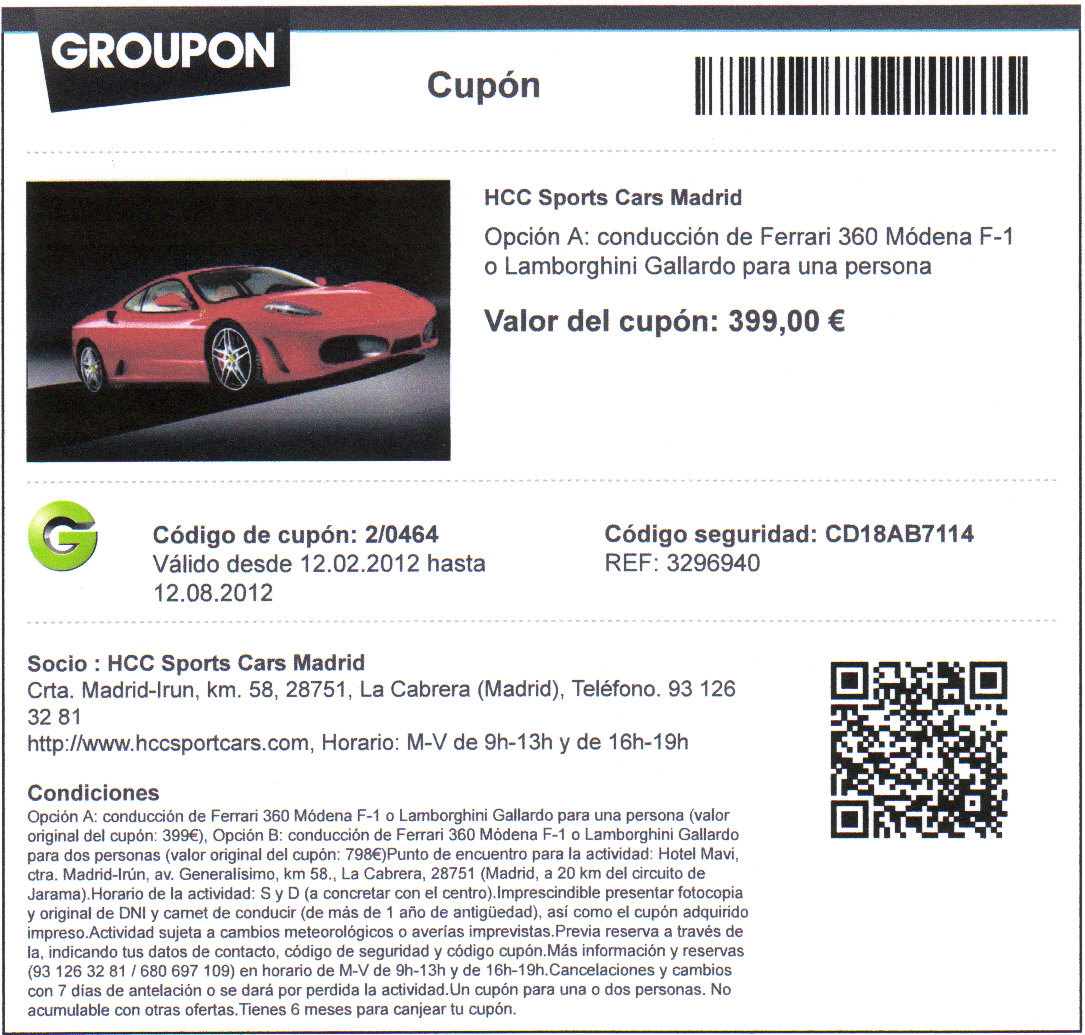 GROUPON
Cupón
HCC Sports Cars Madrid
Opción A: conducción de Ferrari 360 Módena F-1
o Lamborghini Gallardo para una persona
Valor del cupón: 399,00 €
Código de cupón: 2/0464
Válido desde 12.02.2012 hasta
12.08.2012
Código seguridad: CD18AB7114
REF: 3296940
Socio : HCC Sports Cars Madrid
Crta. Madrid-Irun, km. 58, 28751, La Cabrera (Madrid), Teléfono. 93 126
32 81
http://www.hccsportcars.com, Horario: M-V de 9h-13h y de 16h-19h
Condiciones
Opción A: conducción de Ferrari 360 Módena F-1 o Lamborghini Gallardo para una persona (valor
original del cupón: 399€), Opción B: conducción de Ferrari 360 Módena F-1 o Lamborghini Gallardo
para dos personas (valor original del cupón: 798€)Punto de encuentro para la actividad: Hotel Mavi,
ctra. Madrid-Irún, av. Generalísimo, km 58., La Cabrera, 28751 (Madrid, a 20 km del circuito de
Jarama).Horario de la actividad: S y D (a concretar con el centro).Imprescindible presentar fotocopia
y original de DNI y carnet de conducir (de más de 1 año de antigüedad), así como el cupón adquirido
impreso.Actividad sujeta a cambios meteorológicos o averías imprevistas.Previa reserva a través de
la, indicando tus datos de contacto, código de seguridad y código cupón.Más información y reservas
(93 126 32 81 / 680 697 109) en horario de M-V de 9h-13h y de 16h-19h.Cancelaciones y cambios
con 7 días de antelación o se dará por perdida la actividad.Un cupón para una o dos personas. No
acumulable con otras ofertas.Tienes 6 meses para canjear tu cupón.